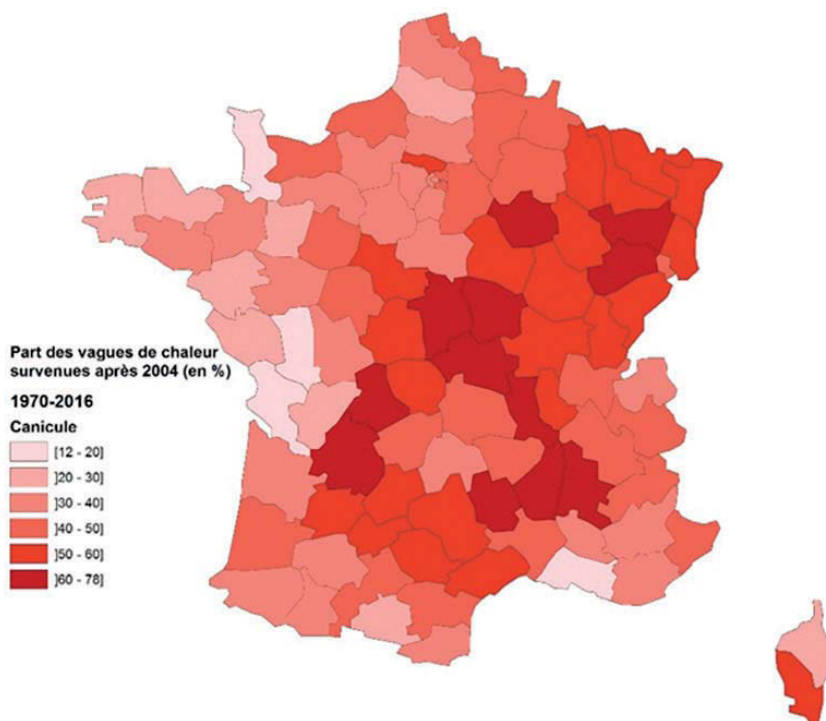 Part des vagues de chaleur
survenues après 2004 (en %)
1970-2016
Canicule
[12 - 20]
]20 - 30]
]30 - 40]
]40 - 50]
]50 - 60]
]60 - 78]